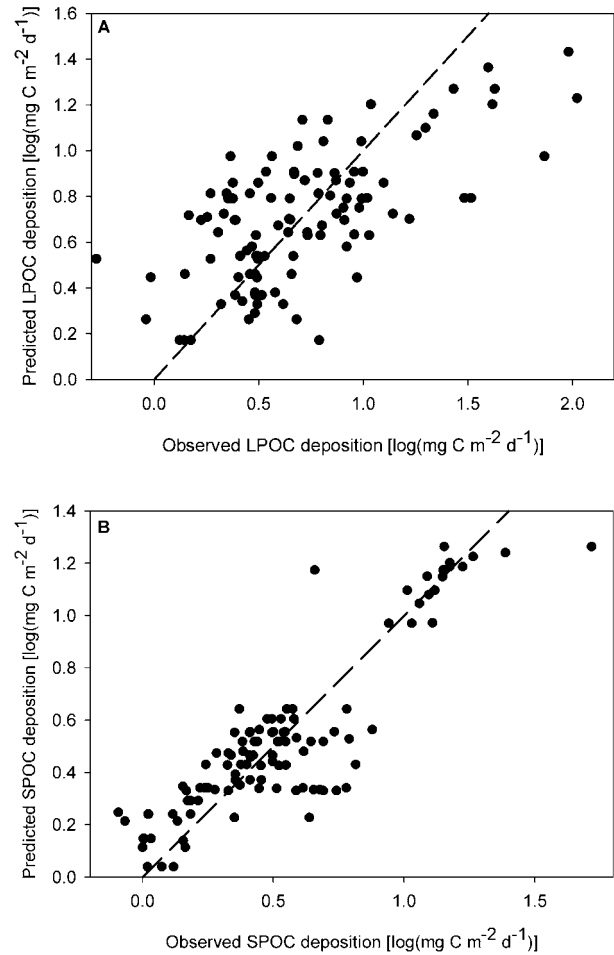 A
Predicted LPOC deposition [log(mg C m⁻² d⁻¹)]
1.6
1.4
1.2
1.0
0.8
0.6
0.4
0.2
0.0
0.0 0.5 1.0 1.5 2.0
Observed LPOC deposition [log(mg C m⁻² d⁻¹)]
B
Predicted SPOC deposition [log(mg C m⁻² d⁻¹)]
1.4
1.2
1.0
0.8
0.6
0.4
0.2
0.0
0.0 0.5 1.0 1.5
Observed SPOC deposition [log(mg C m⁻² d⁻¹)]